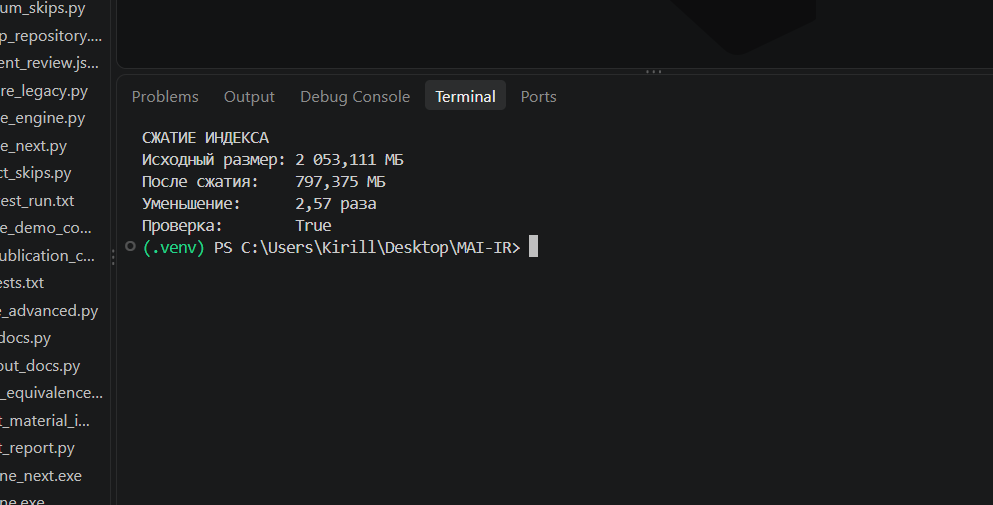 um_skips.py
p_repository....
ent_review.js...
re_legacy.py
e_engine.py
e_next.py
ct_skips.py
est_run.txt
e_demo_co...
ublication_c...
ests.txt
e_advanced.py
docs.py
out_docs.py
_equivalence...
t_material_i...
t_report.py
ne_next.exe
ne.exe
Problems Output Debug Console Terminal Ports
СЖАТИЕ ИНДЕКСА
Исходный размер: 2 053,111 МБ
После сжатия: 797,375 МБ
Уменьшение: 2,57 раза
Проверка: True
(.venv) PS C:\Users\Kirill\Desktop\MAI-IR>